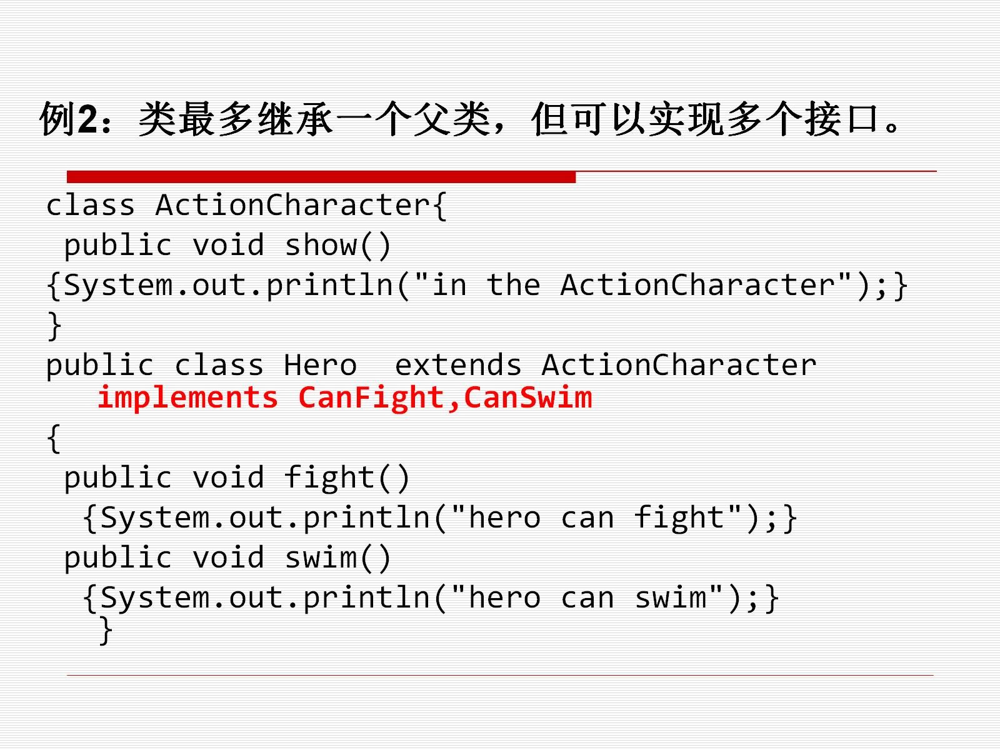 例2：类最多继承一个父类，但可以实现多个接口。
class ActionCharacter{
 public void show()
{System.out.println("in the ActionCharacter");}
}
public class Hero  extends ActionCharacter
implements CanFight,CanSwim
{
 public void fight()
  {System.out.println("hero can fight");}
 public void swim()
  {System.out.println("hero can swim");}
}